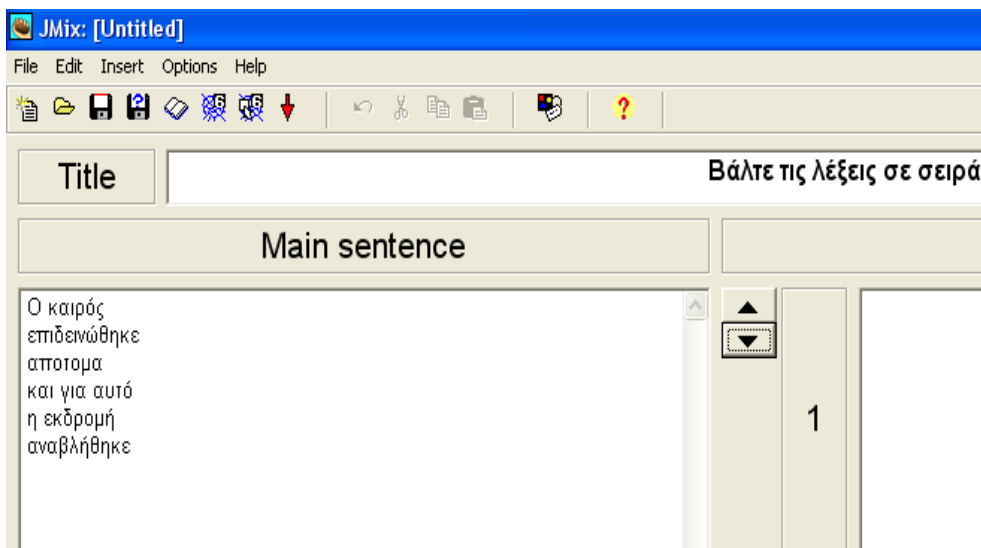 JMix: [Untitled]
File Edit Insert Options Help
Title
Βάλτε τις λέξεις σε σειρά
Main sentence
Ο καιρός
επιδεινώθηκε
αποτομα
και για αυτό
η εκδρομή
αναβλήθηκε
1